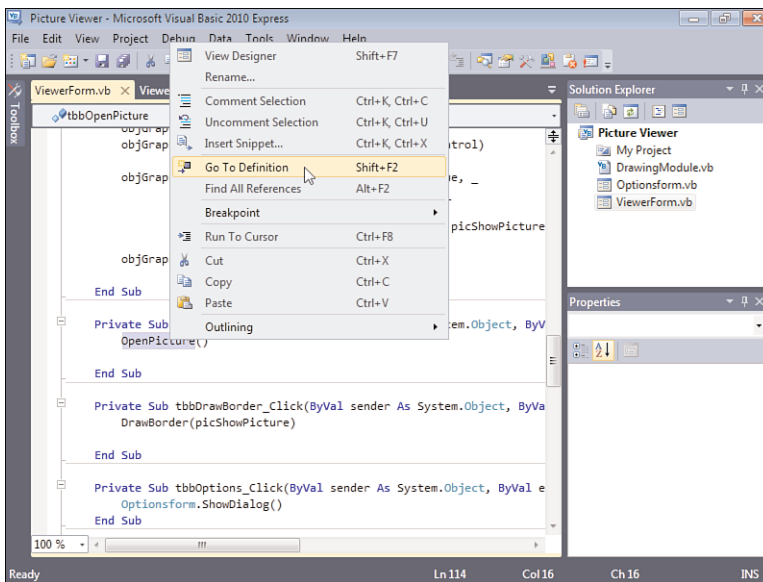 Picture Viewer - Microsoft Visual Basic 2010 Express
File Edit View Project Debug Data Tools Window Help
ViewerForm.vb Viewe
tbbOpenPicture
Toolbox
objGrap
objGrap trol)
objGrap e, _
picShowPicture
objGrap
End Sub
Private Sub em.Object, ByV
OpenPicture()
End Sub
Private Sub tbbDrawBorder_Click(ByVal sender As System.Object, ByVa
DrawBorder(picShowPicture)
End Sub
Private Sub tbbOptions_Click(ByVal sender As System.Object, ByVal e
Optionsform.ShowDialog()
End Sub
100 %
View Designer Shift+F7
Rename...
Comment Selection Ctrl+K, Ctrl+C
Uncomment Selection Ctrl+K, Ctrl+U
Insert Snippet... Ctrl+K, Ctrl+X
Go To Definition Shift+F2
Find All References Alt+F2
Breakpoint
Run To Cursor Ctrl+F8
Cut Ctrl+X
Copy Ctrl+C
Paste Ctrl+V
Outlining
Solution Explorer
Picture Viewer
My Project
DrawingModule.vb
Optionsform.vb
ViewerForm.vb
Properties
Ready Ln 114 Col 16 Ch 16 INS